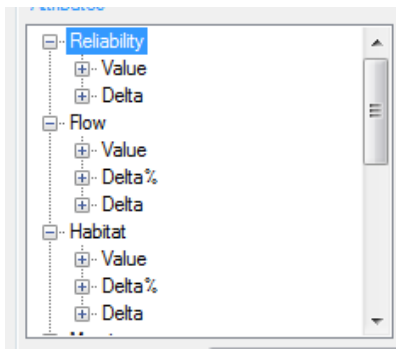 Reliability
Value
Delta
Flow
Value
Delta%
Delta
Habitat
Value
Delta%
Delta